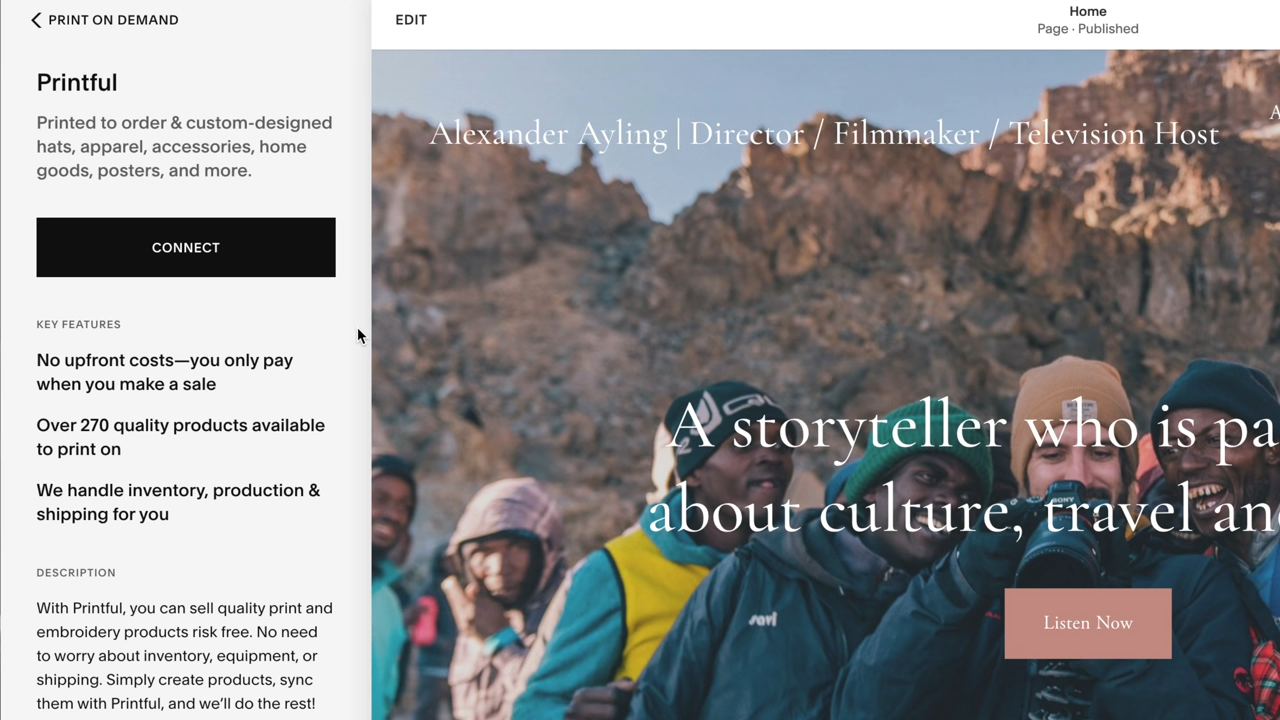 PRINT ON DEMAND
Printful
Printed to order & custom-designed
hats, apparel, accessories, home
goods, posters, and more.
CONNECT
KEY FEATURES
No upfront costs—you only pay
when you make a sale
Over 270 quality products available
to print on
We handle inventory, production &
shipping for you
DESCRIPTION
With Printful, you can sell quality print and
embroidery products risk free. No need
to worry about inventory, equipment, or
shipping. Simply create products, sync
them with Printful, and we’ll do the rest!
EDIT
Home
Page · Published
Alexander Ayling | Director / Filmmaker / Television Host
A
A storyteller who is pa
about culture, travel an
SONY
Listen Now